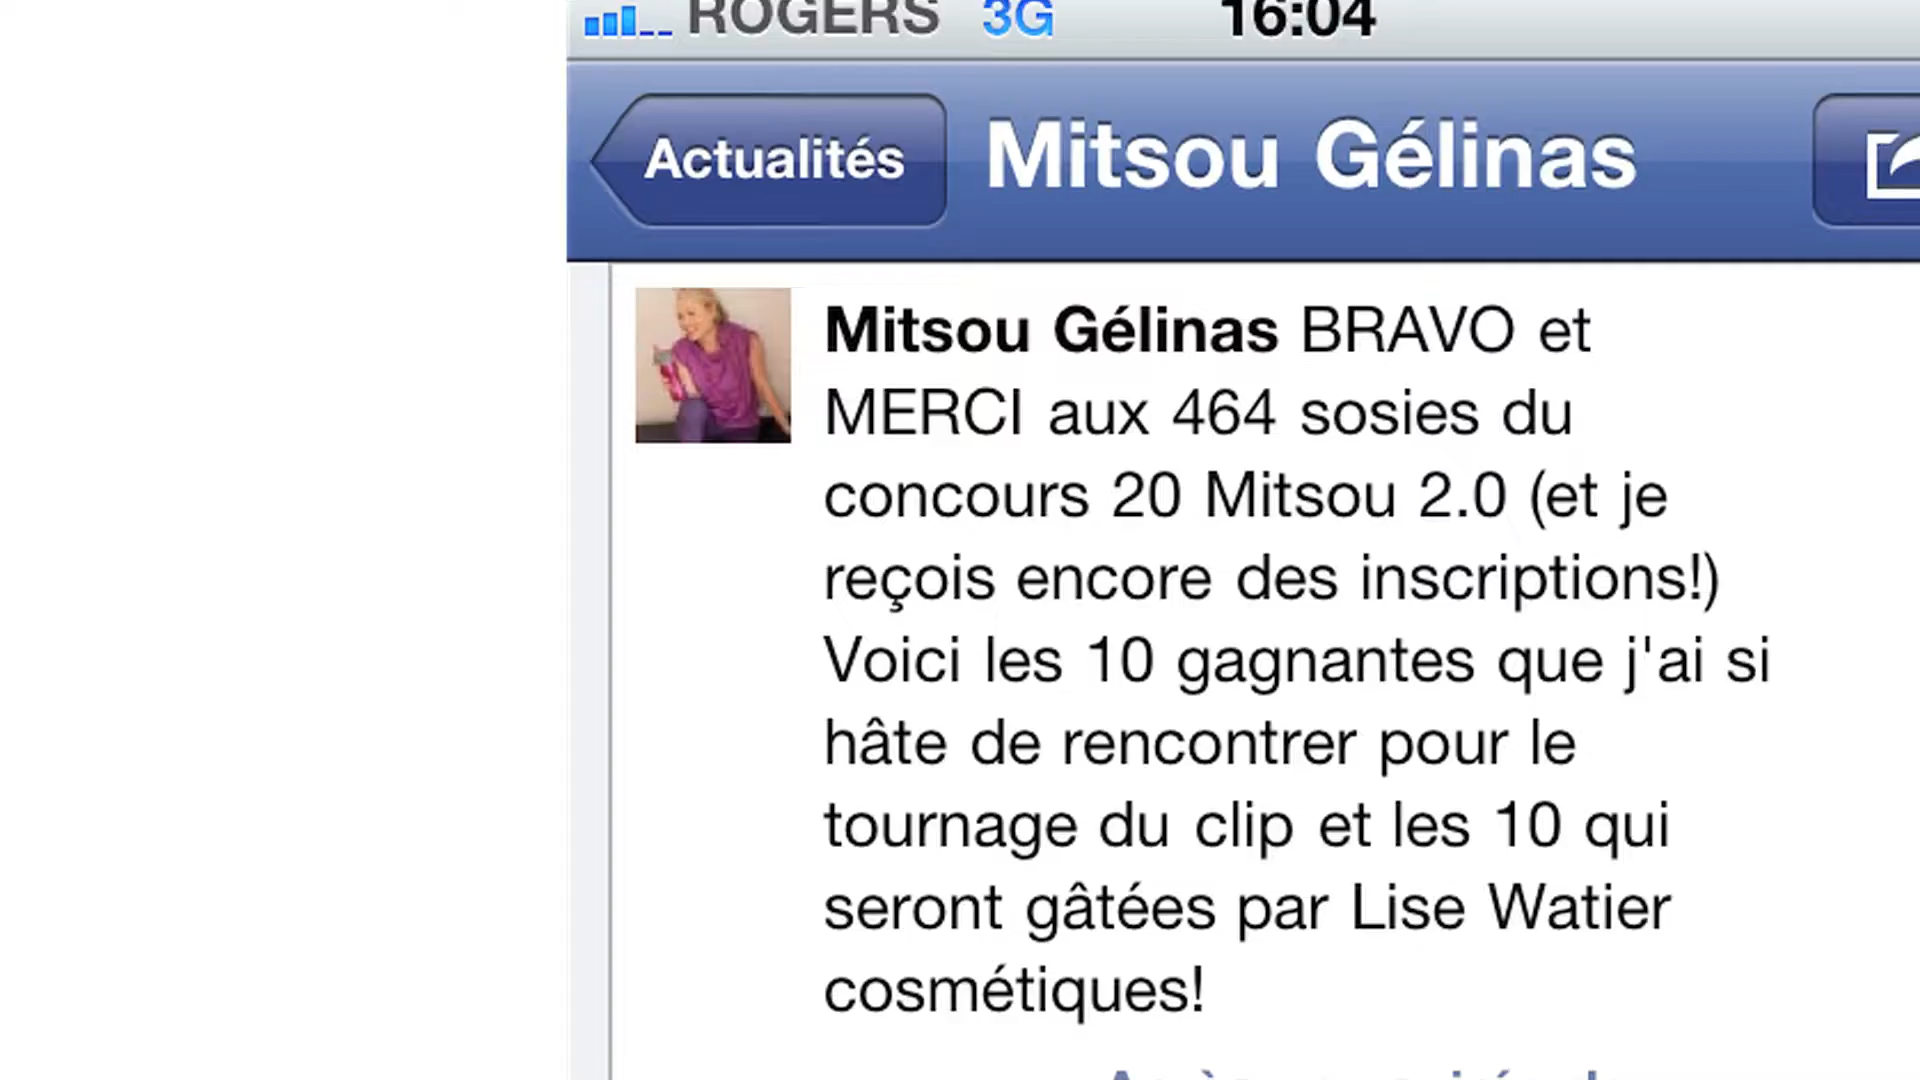 ROGERS 3G 16:04
Actualités Mitsou Gélinas
Mitsou Gélinas BRAVO et
MERCI aux 464 sosies du
concours 20 Mitsou 2.0 (et je
reçois encore des inscriptions!)
Voici les 10 gagnantes que j'ai si
hâte de rencontrer pour le
tournage du clip et les 10 qui
seront gâtées par Lise Watier
cosmétiques!